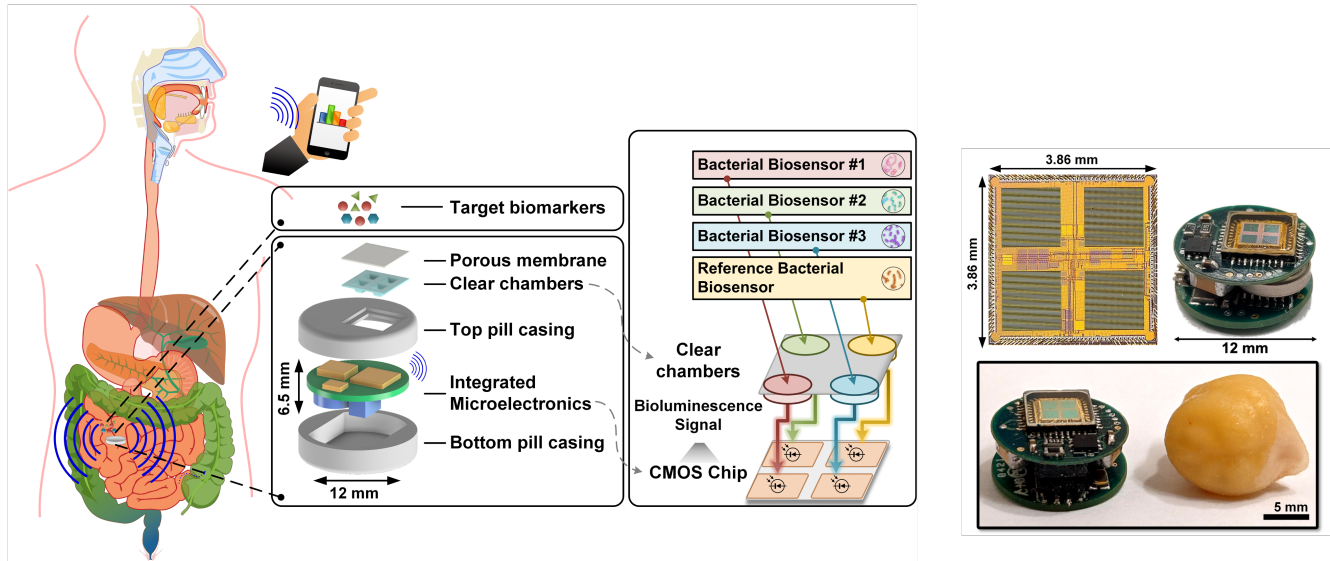 Target biomarkers
Porous membrane
Clear chambers
Top pill casing
6.5 mm
Integrated
Microelectronics
Bottom pill casing
12 mm
Bacterial Biosensor #1
Bacterial Biosensor #2
Bacterial Biosensor #3
Reference Bacterial
Biosensor
Clear
chambers
Bioluminescence
Signal
CMOS Chip
3.86 mm
3.86 mm
12 mm
5 mm